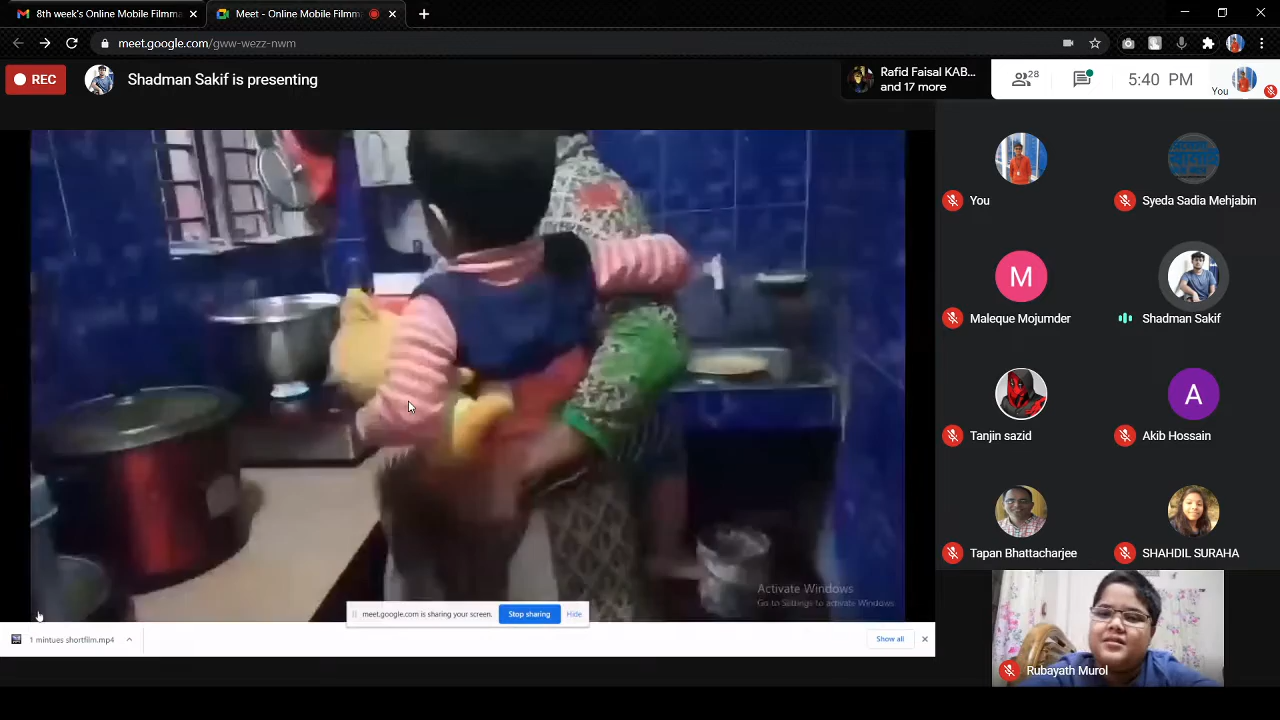 8th week's Online Mobile Filmma
Meet - Online Mobile Filmm
meet.google.com/gww-wezz-nwm
REC
Shadman Sakif is presenting
Rafid Faisal KAB...
and 17 more
28
5:40 PM
You
You
Syeda Sadia Mehjabin
M
Maleque Mojumder
Shadman Sakif
Tanjin sazid
A
Akib Hossain
Tapan Bhattacharjee
SHAHDIL SURAHA
Activate Windows
Go to Settings to activate Windows.
meet.google.com is sharing your screen.
Stop sharing
Hide
1 mintues shortfilm.mp4
Show all
Rubayath Murol